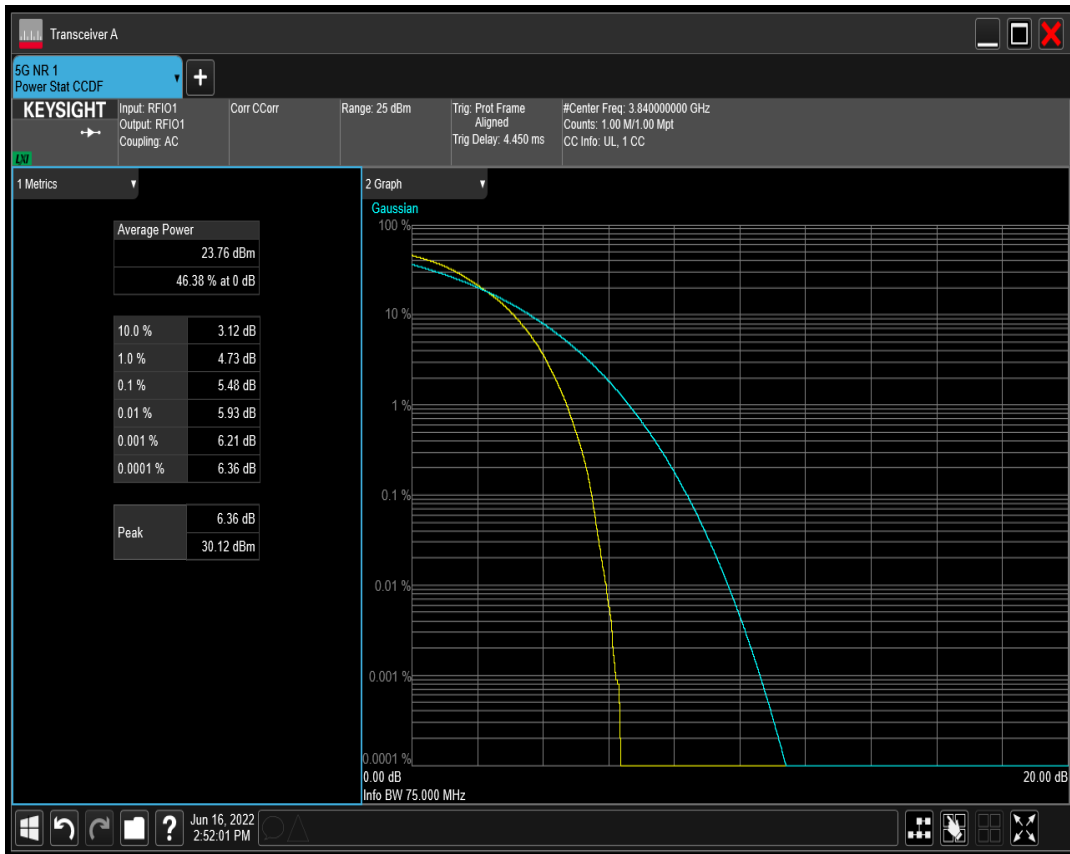 Transceiver A
5G NR 1
Power Stat CCDF
+
KEYSIGHT
LXI
Input: RFIO1
Output: RFIO1
Coupling: AC
Corr CCorr
Range: 25 dBm
Trig: Prot Frame
Aligned
Trig Delay: 4.450 ms
#Center Freq: 3.840000000 GHz
Counts: 1.00 M/1.00 Mpt
CC Info: UL, 1 CC
1 Metrics
Average Power
23.76 dBm
46.38 % at 0 dB
10.0 % 3.12 dB
1.0 % 4.73 dB
0.1 % 5.48 dB
0.01 % 5.93 dB
0.001 % 6.21 dB
0.0001 % 6.36 dB
Peak
6.36 dB
30.12 dBm
2 Graph
Gaussian
100 %
10 %
1 %
0.1 %
0.01 %
0.001 %
0.0001 %
0.00 dB 20.00 dB
Info BW 75.000 MHz
?
Jun 16, 2022
2:52:01 PM